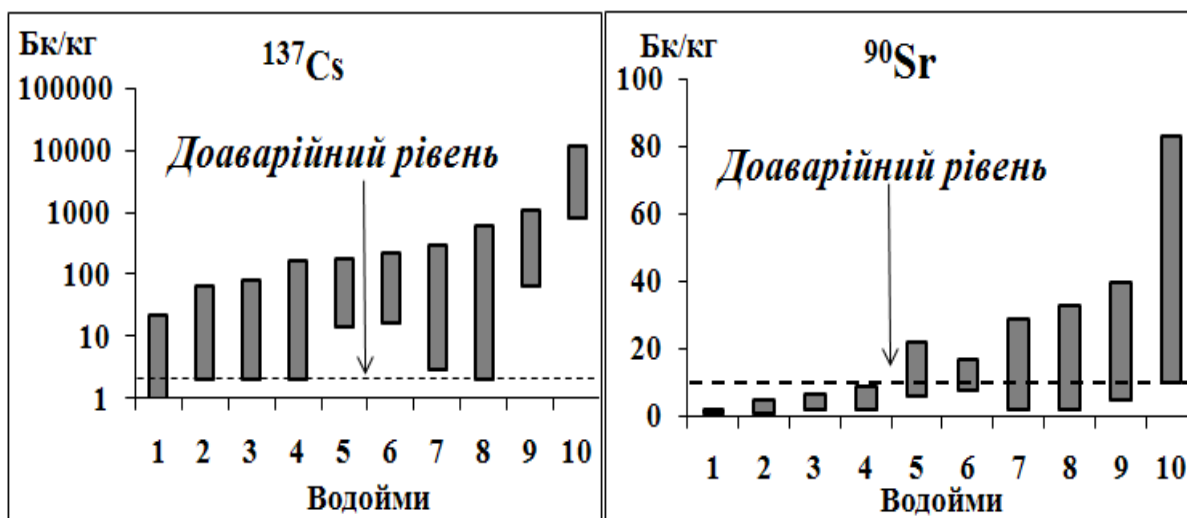 Бк/кг
¹³⁷Cs
100000
10000
1000
100
10
1
Доаварійний рівень
1 2 3 4 5 6 7 8 9 10
Водойми
Бк/кг
⁹⁰Sr
100
80
60
40
20
0
Доаварійний рівень
1 2 3 4 5 6 7 8 9 10
Водойми